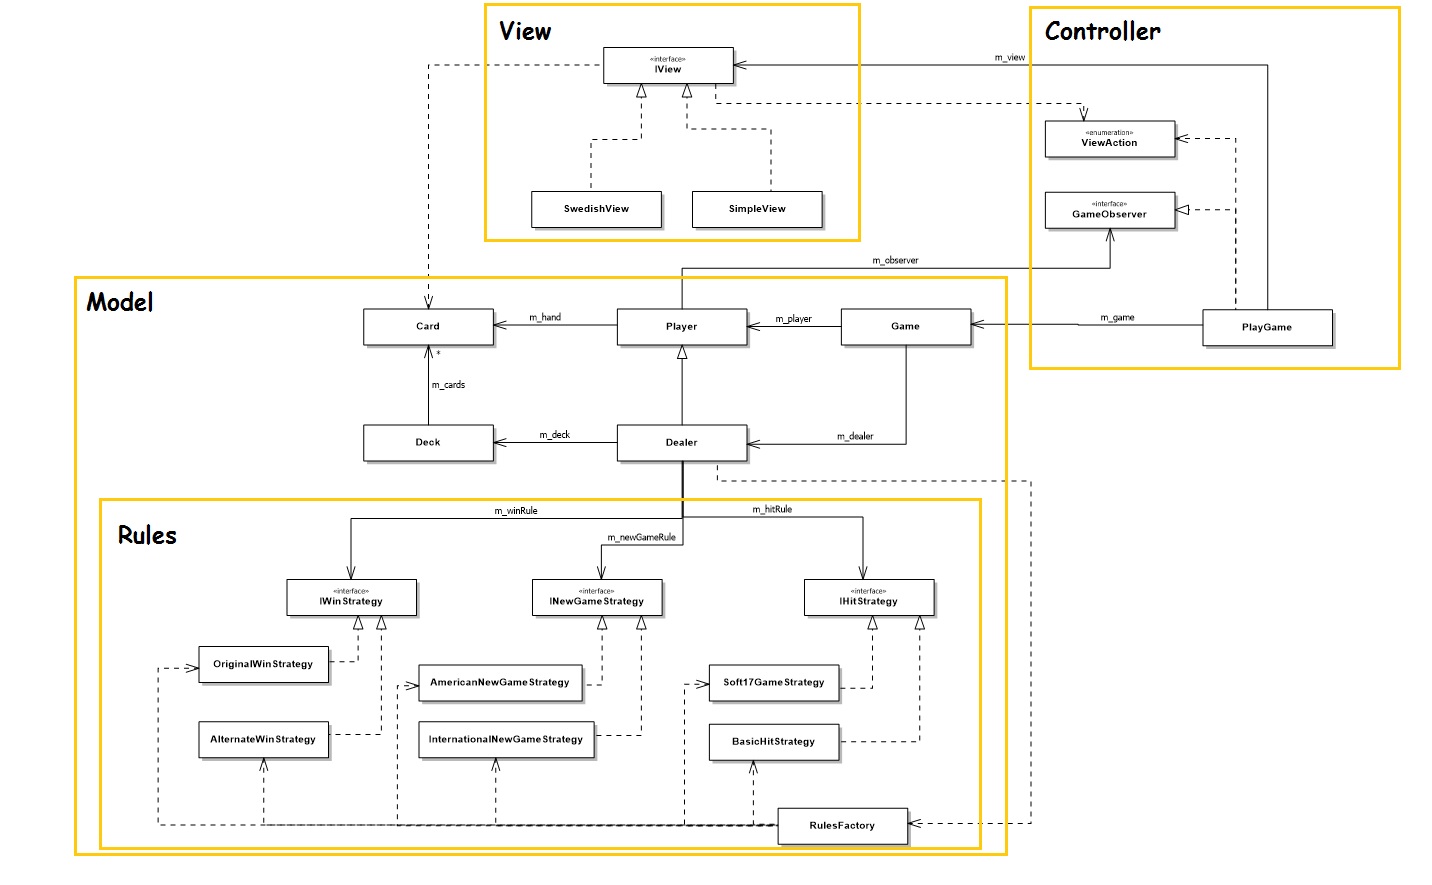 View
Controller
«interface»
IView
m_view
«enumeration»
ViewAction
«interface»
GameObserver
SwedishView
SimpleView
m_observer
Model
Card
m_hand
Player
m_player
Game
m_game
PlayGame
*
m_cards
Deck
m_deck
Dealer
m_dealer
Rules
m_winRule
m_hitRule
m_newGameRule
«interface»
IWinStrategy
«interface»
INewGameStrategy
«interface»
IHitStrategy
OriginalWinStrategy
AmericanNewGameStrategy
Soft17GameStrategy
AlternateWinStrategy
InternationalNewGameStrategy
BasicHitStrategy
RulesFactory